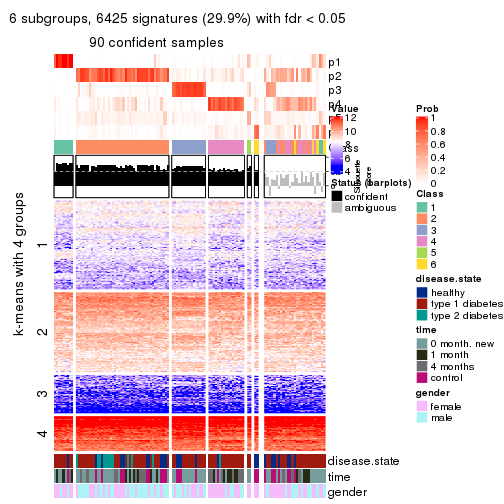 6 subgroups, 6425 signatures (29.9%) with fdr < 0.05
90 confident samples
p1
p2
p3
p4
k-means with 4 groups
1
2
3
4
Value
12
10
8
6
4
Status (barplots)
confident
ambiguous
Silhouette
score
Prob
1
0.8
0.6
0.4
0.2
0
Class
1
2
3
4
5
6
disease.state
healthy
type 1 diabetes
type 2 diabetes
time
0 month. new
1 month
4 months
control
gender
female
male
disease.state
time
gender